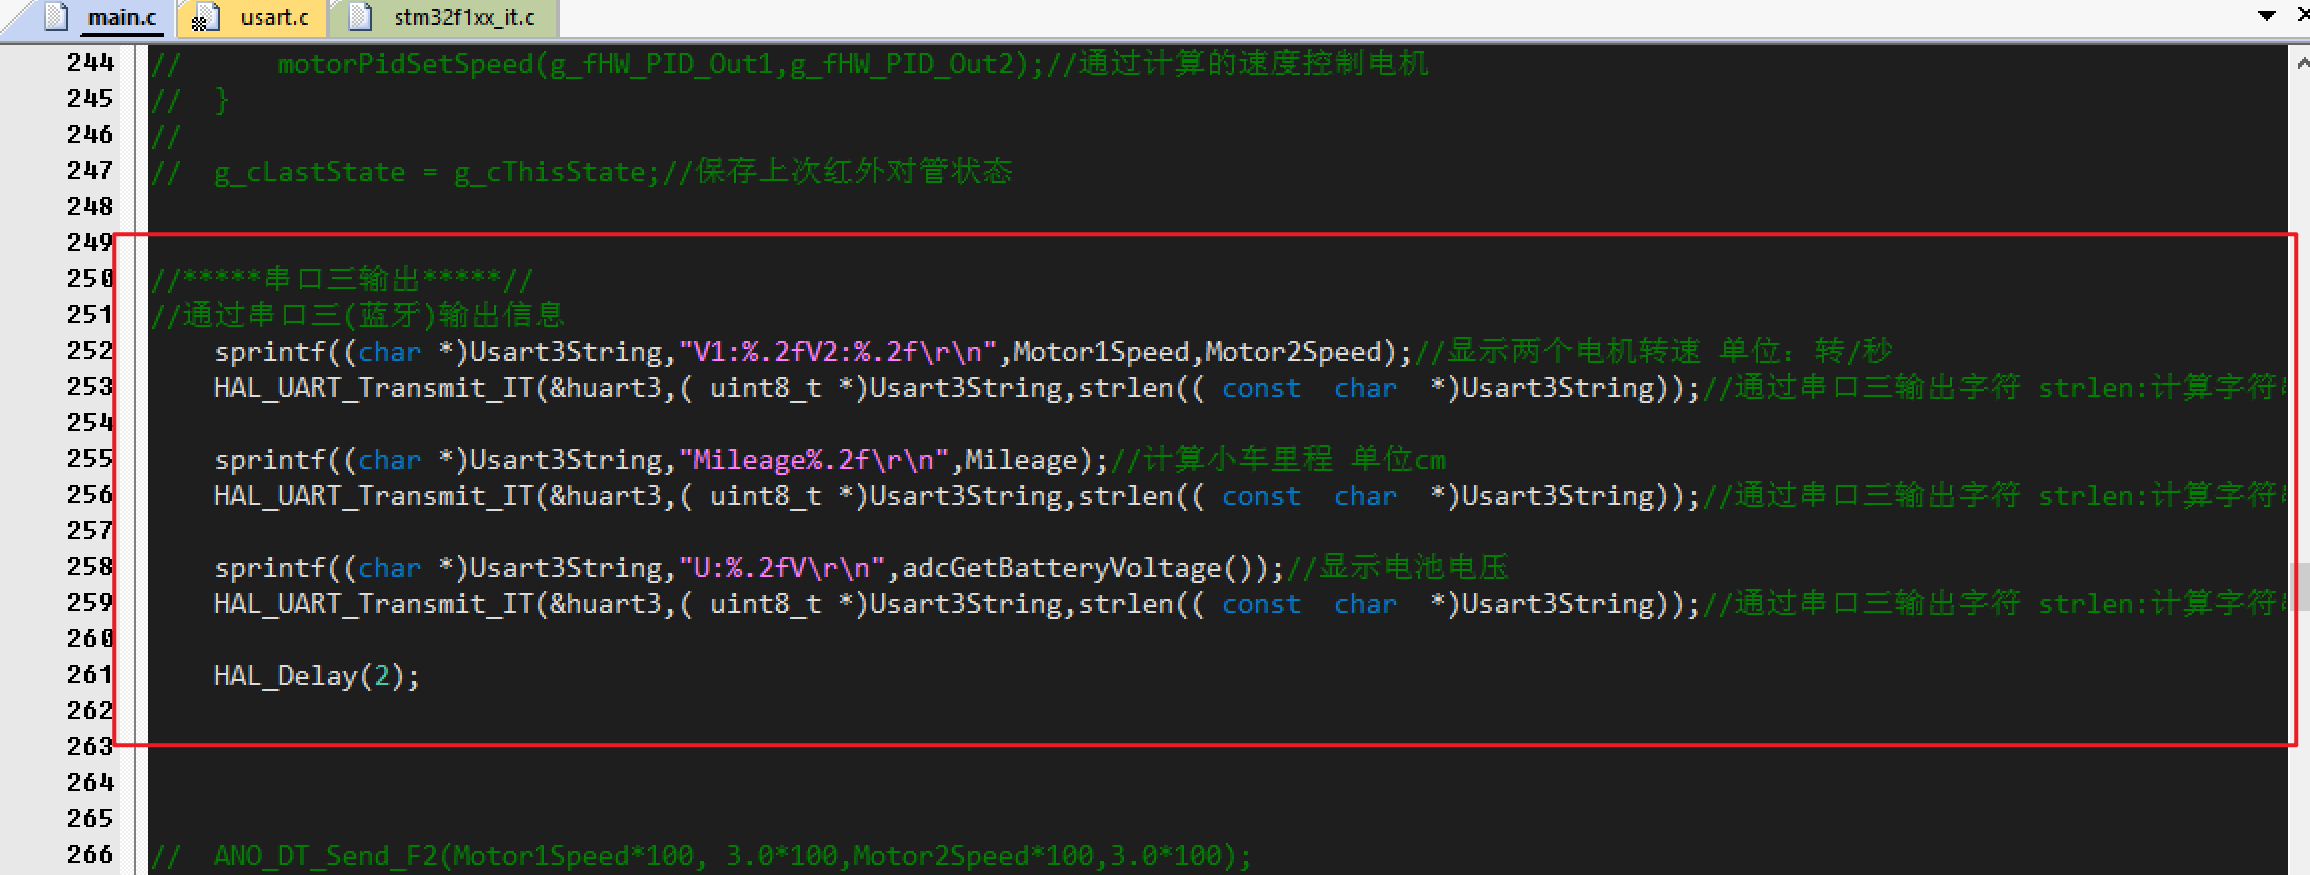 main.c usart.c stm32f1xx_it.c
244 //      motorPidSetSpeed(g_fHW_PID_Out1,g_fHW_PID_Out2);//通过计算的速度控制电机
245 //  }
246 //
247 //  g_cLastState = g_cThisState;//保存上次红外对管状态
248
249
250 //*****串口三输出*****//
251 //通过串口三(蓝牙)输出信息
252     sprintf((char *)Usart3String,"V1:%.2fV2:%.2f\r\n",Motor1Speed,Motor2Speed);//显示两个电机转速 单位：转/秒
253     HAL_UART_Transmit_IT(&huart3,( uint8_t *)Usart3String,strlen(( const  char  *)Usart3String));//通过串口三输出字符 strlen:计算字符
254
255     sprintf((char *)Usart3String,"Mileage%.2f\r\n",Mileage);//计算小车里程 单位cm
256     HAL_UART_Transmit_IT(&huart3,( uint8_t *)Usart3String,strlen(( const  char  *)Usart3String));//通过串口三输出字符 strlen:计算字符
257
258     sprintf((char *)Usart3String,"U:%.2fV\r\n",adcGetBatteryVoltage());//显示电池电压
259     HAL_UART_Transmit_IT(&huart3,( uint8_t *)Usart3String,strlen(( const  char  *)Usart3String));//通过串口三输出字符 strlen:计算字符
260
261     HAL_Delay(2);
262
263
264
265
266 //  ANO_DT_Send_F2(Motor1Speed*100, 3.0*100,Motor2Speed*100,3.0*100);